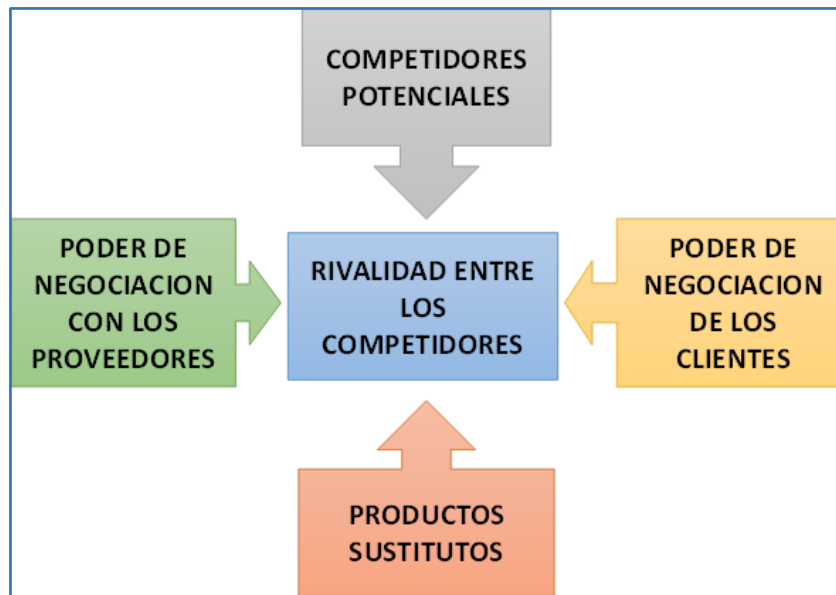 COMPETIDORES
POTENCIALES
PODER DE
NEGOCIACION
CON LOS
PROVEEDORES
RIVALIDAD ENTRE
LOS
COMPETIDORES
PODER DE
NEGOCIACION
DE LOS
CLIENTES
PRODUCTOS
SUSTITUTOS